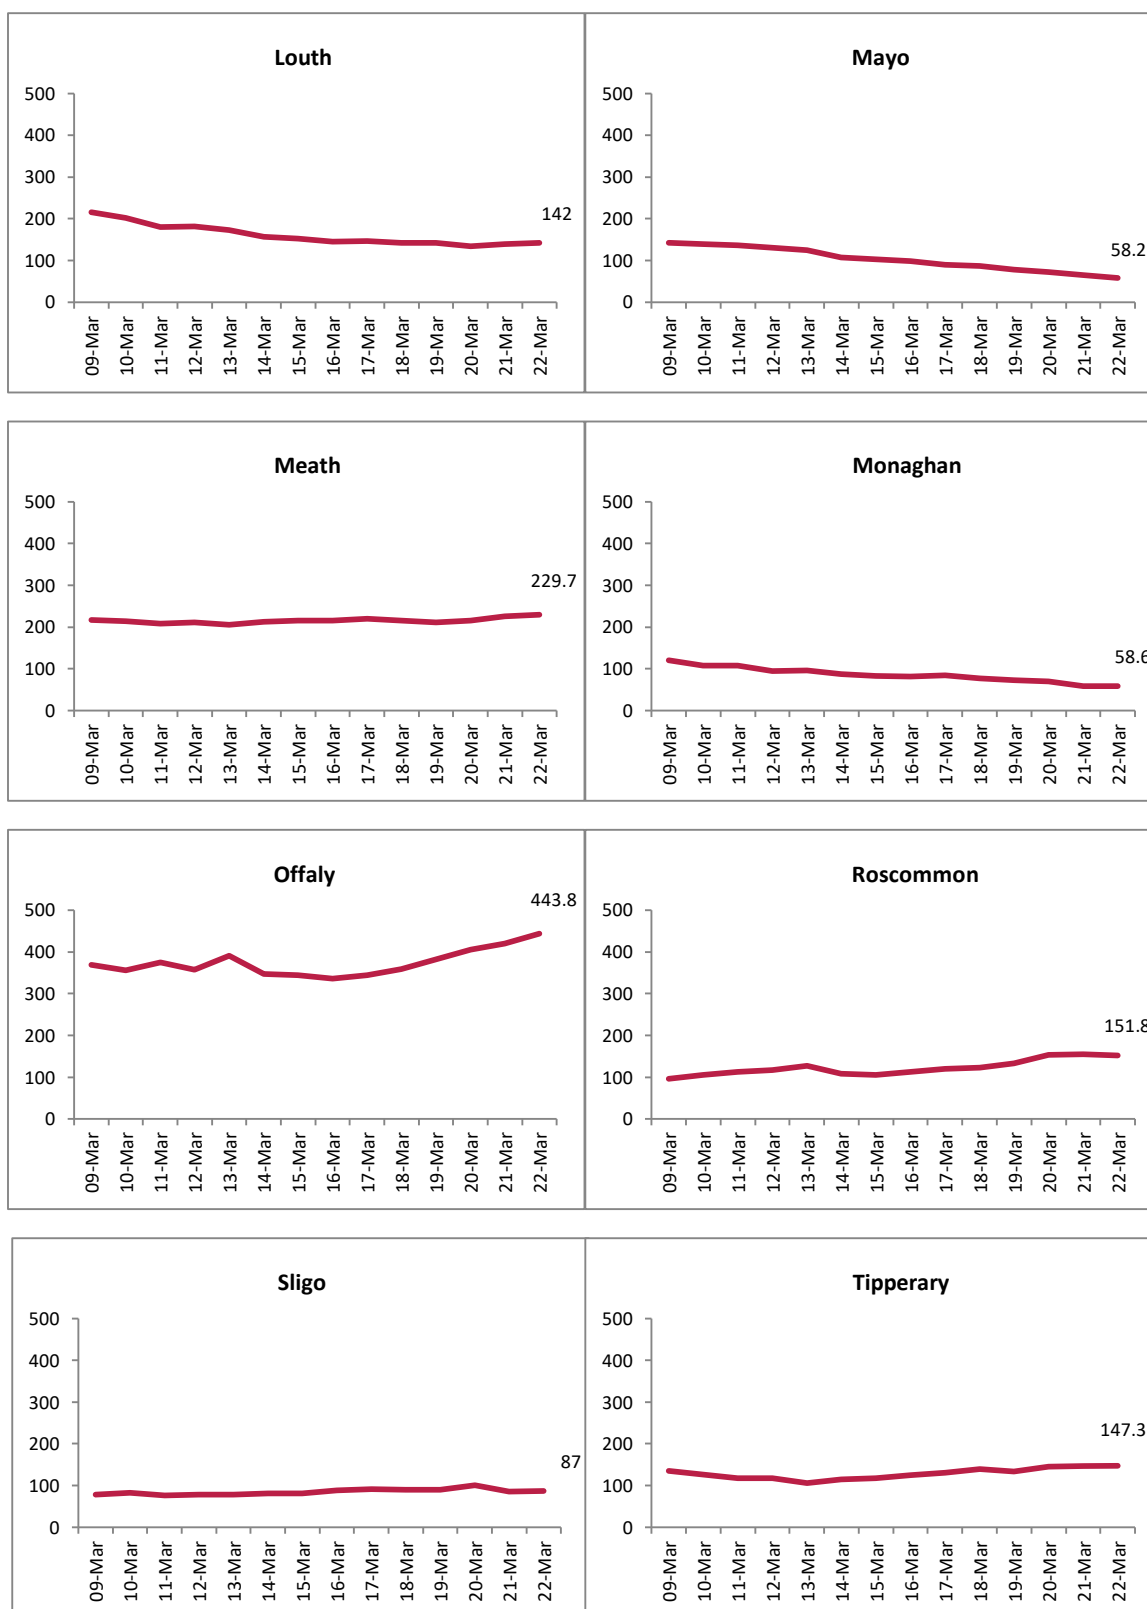 Louth
500
400
300
200
100
0
142
09-Mar
10-Mar
11-Mar
12-Mar
13-Mar
14-Mar
15-Mar
16-Mar
17-Mar
18-Mar
19-Mar
20-Mar
21-Mar
22-Mar
Mayo
500
400
300
200
100
0
58.2
09-Mar
10-Mar
11-Mar
12-Mar
13-Mar
14-Mar
15-Mar
16-Mar
17-Mar
18-Mar
19-Mar
20-Mar
21-Mar
22-Mar
Meath
500
400
300
200
100
0
229.7
09-Mar
10-Mar
11-Mar
12-Mar
13-Mar
14-Mar
15-Mar
16-Mar
17-Mar
18-Mar
19-Mar
20-Mar
21-Mar
22-Mar
Monaghan
500
400
300
200
100
0
58.6
09-Mar
10-Mar
11-Mar
12-Mar
13-Mar
14-Mar
15-Mar
16-Mar
17-Mar
18-Mar
19-Mar
20-Mar
21-Mar
22-Mar
Offaly
500
400
300
200
100
0
443.8
09-Mar
10-Mar
11-Mar
12-Mar
13-Mar
14-Mar
15-Mar
16-Mar
17-Mar
18-Mar
19-Mar
20-Mar
21-Mar
22-Mar
Roscommon
500
400
300
200
100
0
151.8
09-Mar
10-Mar
11-Mar
12-Mar
13-Mar
14-Mar
15-Mar
16-Mar
17-Mar
18-Mar
19-Mar
20-Mar
21-Mar
22-Mar
Sligo
500
400
300
200
100
0
87
09-Mar
10-Mar
11-Mar
12-Mar
13-Mar
14-Mar
15-Mar
16-Mar
17-Mar
18-Mar
19-Mar
20-Mar
21-Mar
22-Mar
Tipperary
500
400
300
200
100
0
147.3
09-Mar
10-Mar
11-Mar
12-Mar
13-Mar
14-Mar
15-Mar
16-Mar
17-Mar
18-Mar
19-Mar
20-Mar
21-Mar
22-Mar